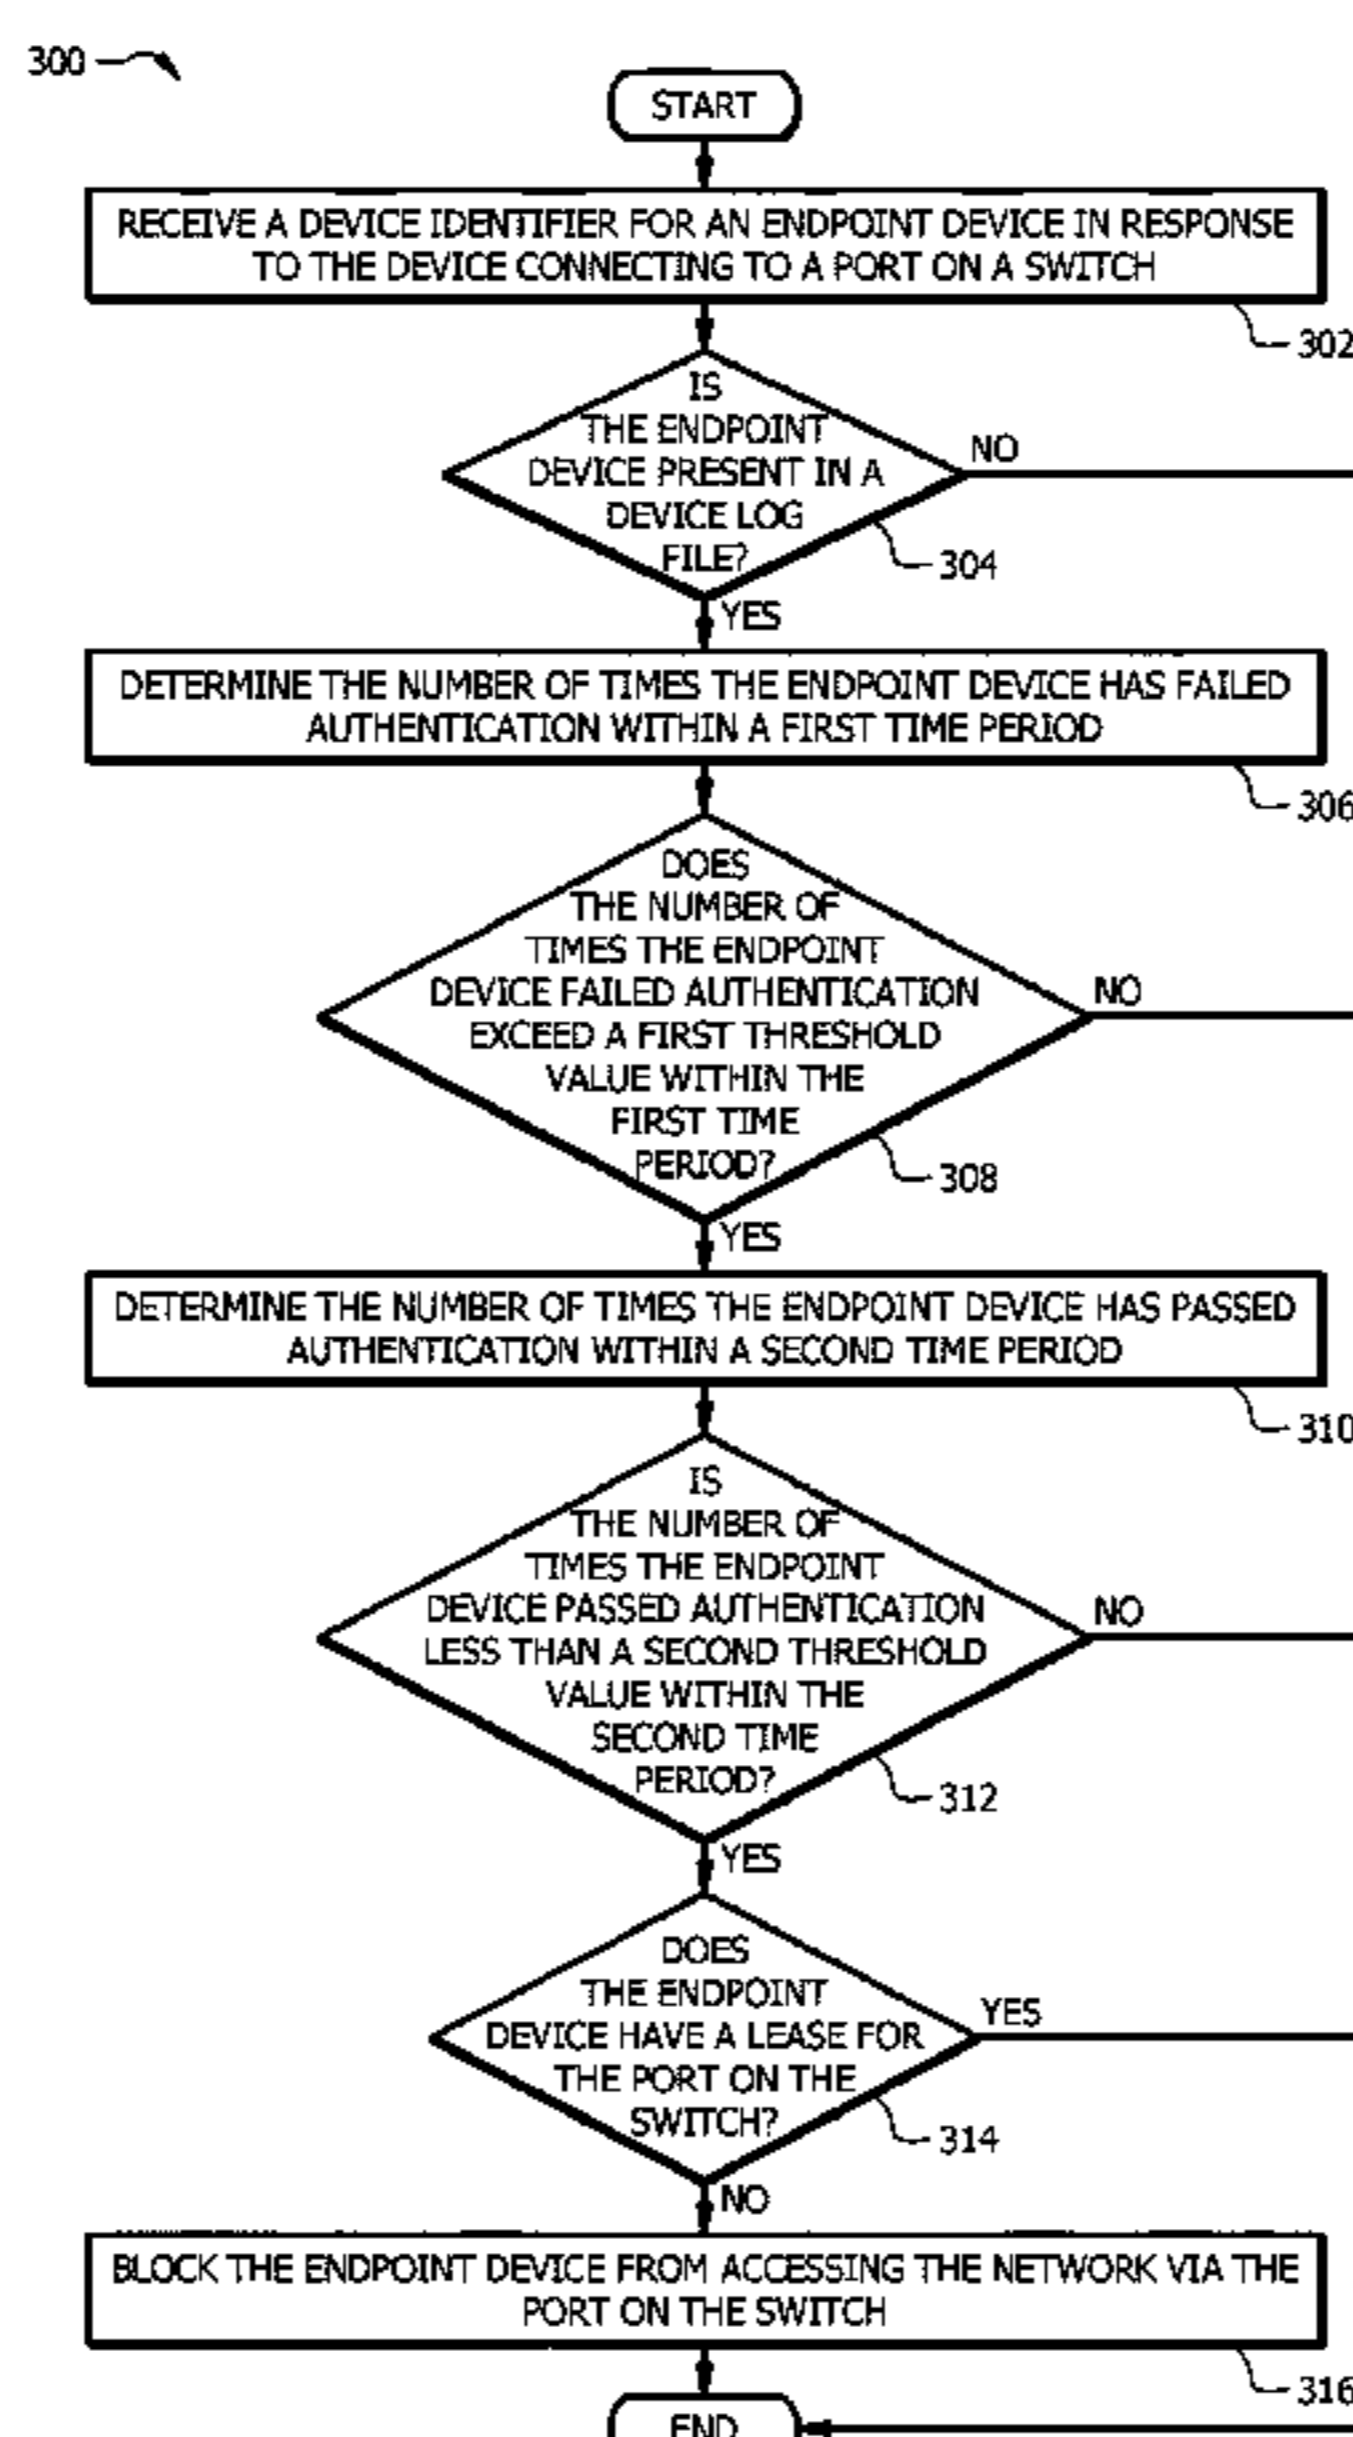 300
START
RECEIVE A DEVICE IDENTIFIER FOR AN ENDPOINT DEVICE IN RESPONSE
TO THE DEVICE CONNECTING TO A PORT ON A SWITCH
302
IS
THE ENDPOINT
DEVICE PRESENT IN A
DEVICE LOG
FILE?
NO
304
YES
DETERMINE THE NUMBER OF TIMES THE ENDPOINT DEVICE HAS FAILED
AUTHENTICATION WITHIN A FIRST TIME PERIOD
306
DOES
THE NUMBER OF
TIMES THE ENDPOINT
DEVICE FAILED AUTHENTICATION
EXCEED A FIRST THRESHOLD
VALUE WITHIN THE
FIRST TIME
PERIOD?
NO
308
YES
DETERMINE THE NUMBER OF TIMES THE ENDPOINT DEVICE HAS PASSED
AUTHENTICATION WITHIN A SECOND TIME PERIOD
310
IS
THE NUMBER OF
TIMES THE ENDPOINT
DEVICE PASSED AUTHENTICATION
LESS THAN A SECOND THRESHOLD
VALUE WITHIN THE
SECOND TIME
PERIOD?
NO
312
YES
DOES
THE ENDPOINT
DEVICE HAVE A LEASE FOR
THE PORT ON THE
SWITCH?
YES
314
NO
BLOCK THE ENDPOINT DEVICE FROM ACCESSING THE NETWORK VIA THE
PORT ON THE SWITCH
316
END